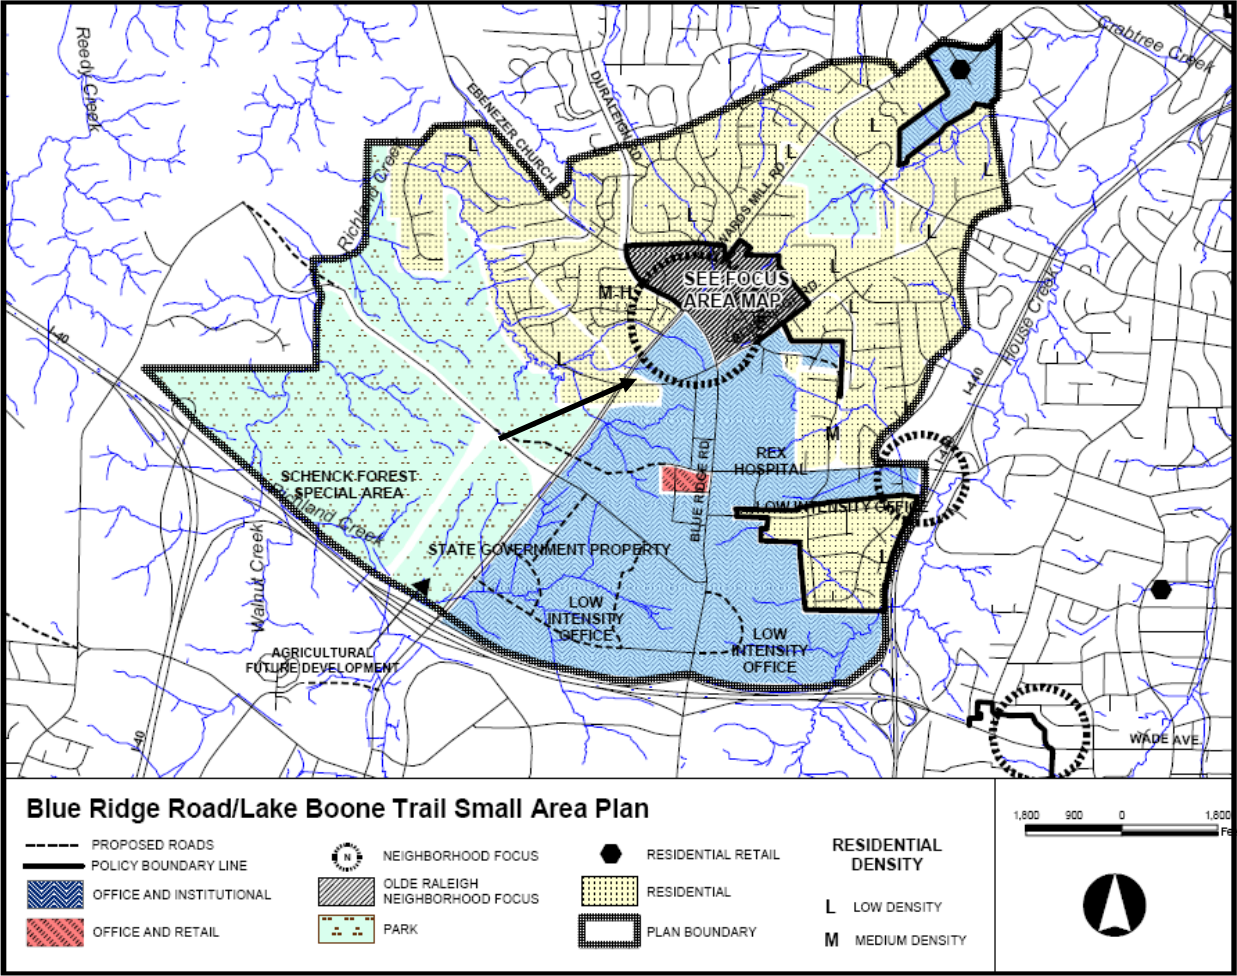 Crabtree Creek
Reedy Creek
DURALEIGH RD
EBENEZER CHURCH RD.
L
L
L
L
Richland Creek
L
L
L
SEE FOCUS
AREA MAP
M-H
L
House Creek
I-40
L
I-440
M
REX
HOSPITAL
SCHENCK FOREST
SPECIAL AREA
BLUE RIDGE RD
Richland Creek
LOW INTENSITY OFFICE
Walnut Creek
STATE GOVERNMENT PROPERTY
L
LOW
INTENSITY
OFFICE
LOW
INTENSITY
OFFICE
AGRICULTURAL
FUTURE DEVELOPMENT
I-40
WADE AVE.
Blue Ridge Road/Lake Boone Trail Small Area Plan
PROPOSED ROADS
POLICY BOUNDARY LINE
OFFICE AND INSTITUTIONAL
OFFICE AND RETAIL
N
NEIGHBORHOOD FOCUS
OLDE RALEIGH
NEIGHBORHOOD FOCUS
PARK
RESIDENTIAL RETAIL
RESIDENTIAL
PLAN BOUNDARY
RESIDENTIAL
DENSITY
L LOW DENSITY
M MEDIUM DENSITY
1,800 900 0 1,800
Fe